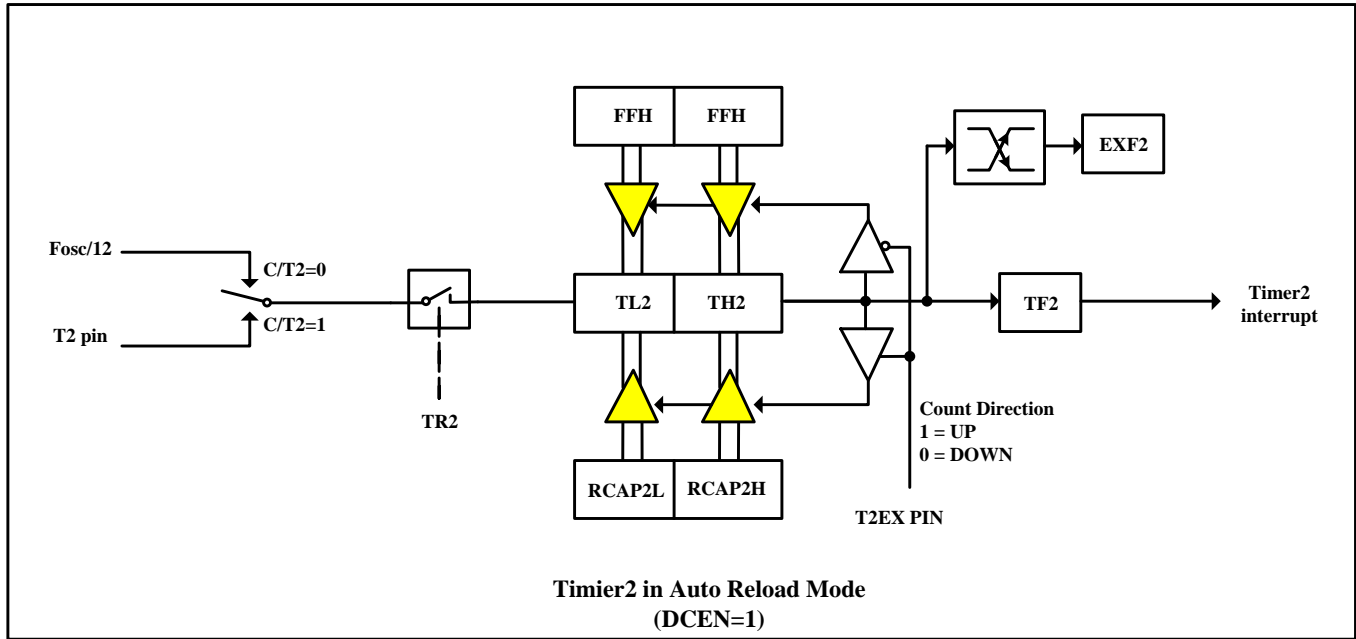 FFH FFH
EXF2
Fosc/12
C/T2=0
TL2 TH2
TF2
Timer2
interrupt
C/T2=1
T2 pin
TR2
Count Direction
1 = UP
0 = DOWN
RCAP2L RCAP2H
T2EX PIN
Timier2 in Auto Reload Mode
(DCEN=1)